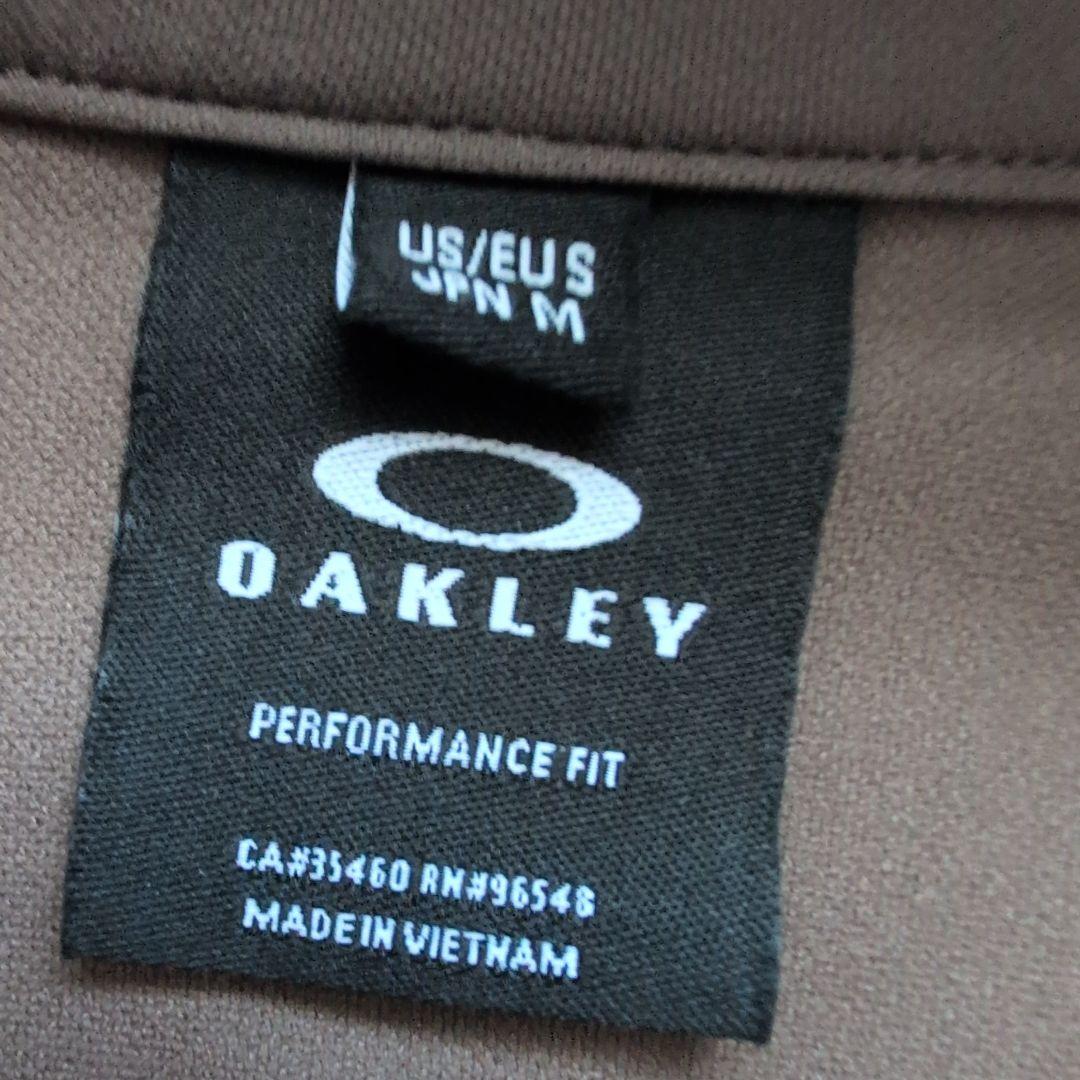 US/EU S
JPN M
OAKLEY
PERFORMANCE FIT
CA#35460 RN#96548
MADE IN VIETNAM